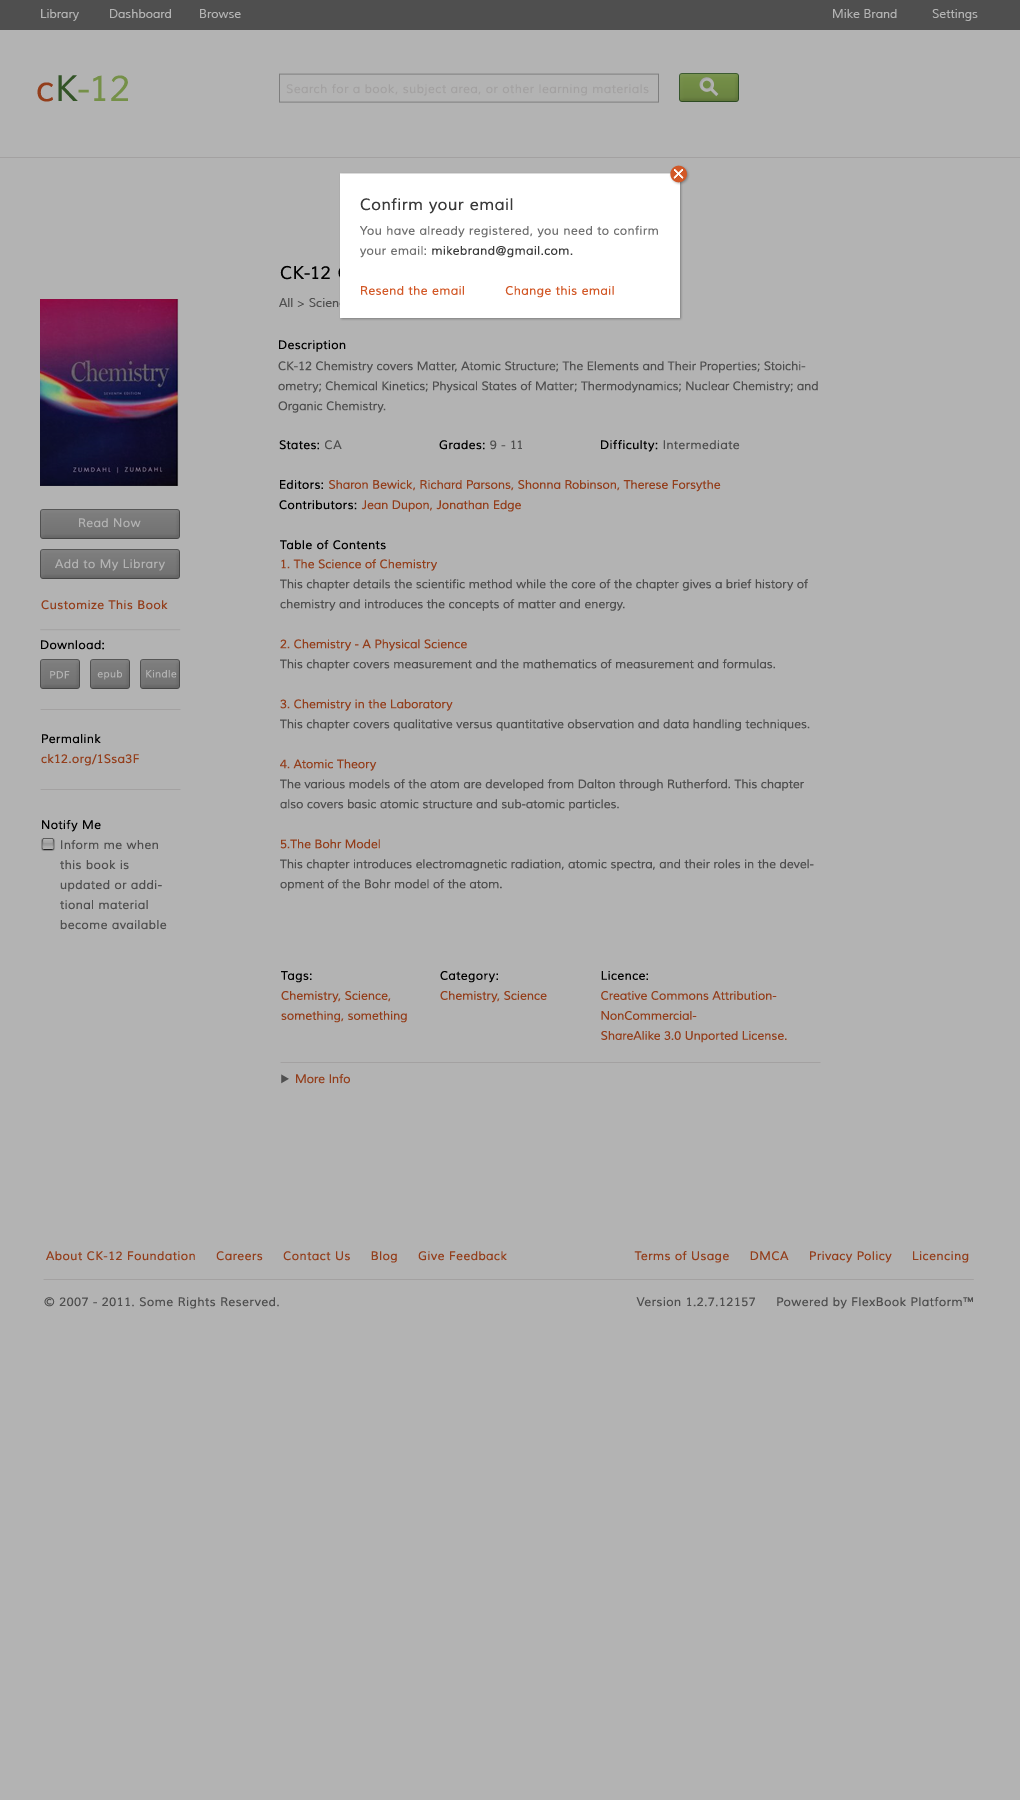 Library Dashboard Browse Mike Brand Settings
cK-12
Search for a book, subject area, or other learning materials
Confirm your email
You have already registered, you need to confirm
your email: mikebrand@gmail.com.
Resend the email Change this email
CK-12
All > Scien
Chemistry
SEVENTH EDITION
ZUMDAHL | ZUMDAHL
Read Now
Add to My Library
Customize This Book
Download:
PDF epub Kindle
Permalink
ck12.org/1Ssa3F
Notify Me
Inform me when
this book is
updated or addi-
tional material
become available
Description
CK-12 Chemistry covers Matter, Atomic Structure; The Elements and Their Properties; Stoichi-
ometry; Chemical Kinetics; Physical States of Matter; Thermodynamics; Nuclear Chemistry; and
Organic Chemistry.
States: CA Grades: 9 - 11 Difficulty: Intermediate
Editors: Sharon Bewick, Richard Parsons, Shonna Robinson, Therese Forsythe
Contributors: Jean Dupon, Jonathan Edge
Table of Contents
1. The Science of Chemistry
This chapter details the scientific method while the core of the chapter gives a brief history of
chemistry and introduces the concepts of matter and energy.
2. Chemistry - A Physical Science
This chapter covers measurement and the mathematics of measurement and formulas.
3. Chemistry in the Laboratory
This chapter covers qualitative versus quantitative observation and data handling techniques.
4. Atomic Theory
The various models of the atom are developed from Dalton through Rutherford. This chapter
also covers basic atomic structure and sub-atomic particles.
5.The Bohr Model
This chapter introduces electromagnetic radiation, atomic spectra, and their roles in the devel-
opment of the Bohr model of the atom.
Tags: Category: Licence:
Chemistry, Science, Chemistry, Science Creative Commons Attribution-
something, something NonCommercial-
ShareAlike 3.0 Unported License.
More Info
About CK-12 Foundation Careers Contact Us Blog Give Feedback Terms of Usage DMCA Privacy Policy Licencing
© 2007 - 2011. Some Rights Reserved. Version 1.2.7.12157 Powered by FlexBook Platform™